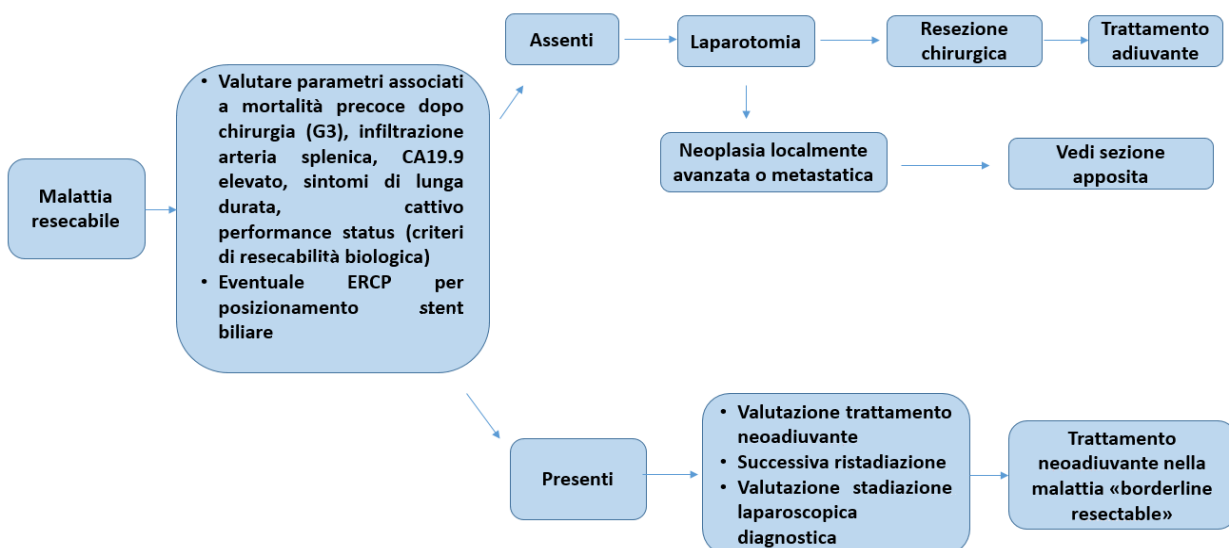 Malattia
resecabile
• Valutare parametri associati
a mortalità precoce dopo
chirurgia (G3), infiltrazione
arteria splenica, CA19.9
elevato, sintomi di lunga
durata, cattivo
performance status (criteri
di resecabilità biologica)
• Eventuale ERCP per
posizionamento stent
biliare
Assenti
Laparotomia
Resezione
chirurgica
Trattamento
adiuvante
Neoplasia localmente
avanzata o metastatica
Vedi sezione
apposita
Presenti
• Valutazione trattamento
neoadiuvante
• Successiva ristadiazione
• Valutazione stadiazione
laparoscopica
diagnostica
Trattamento
neoadiuvante nella
malattia «borderline
resectable»